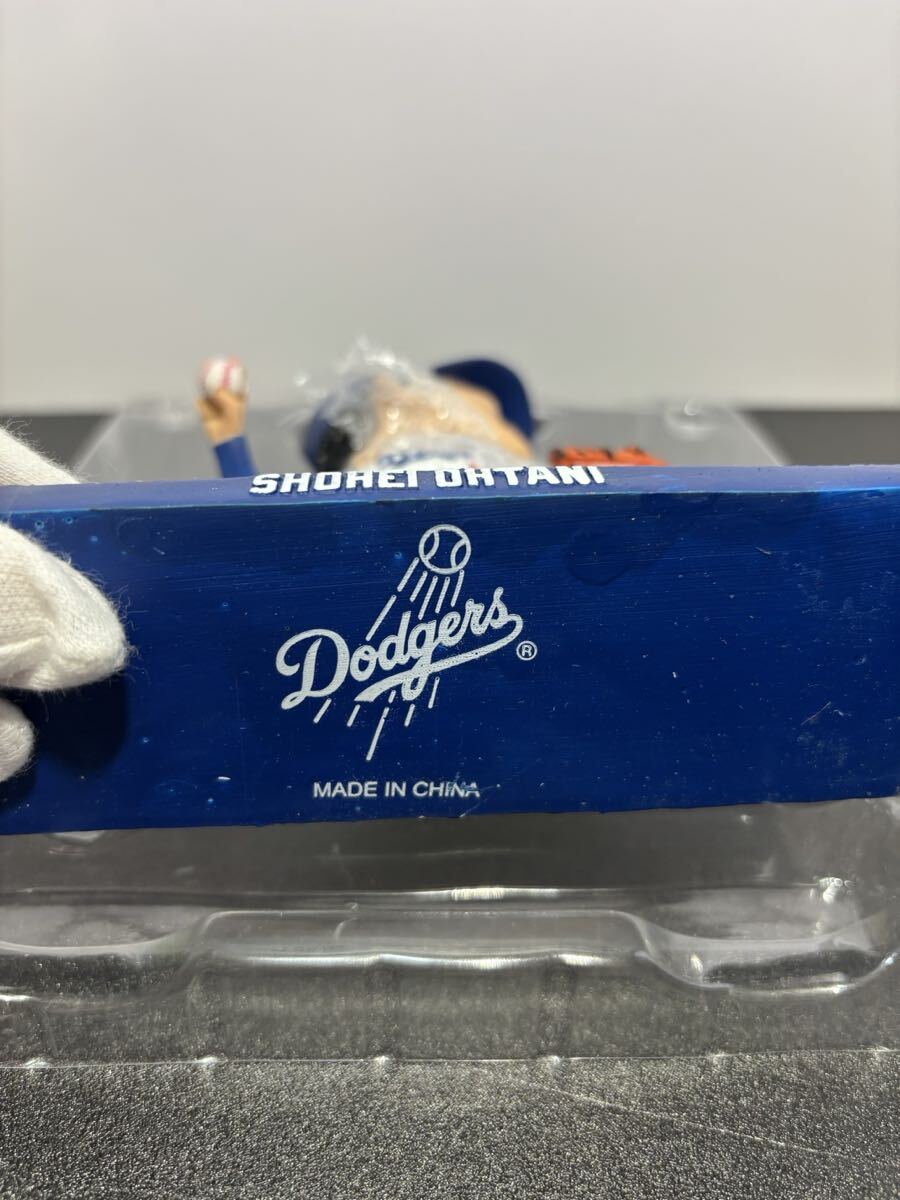 SHOHEI OHTANI
Dodgers
®
MADE IN CHINA